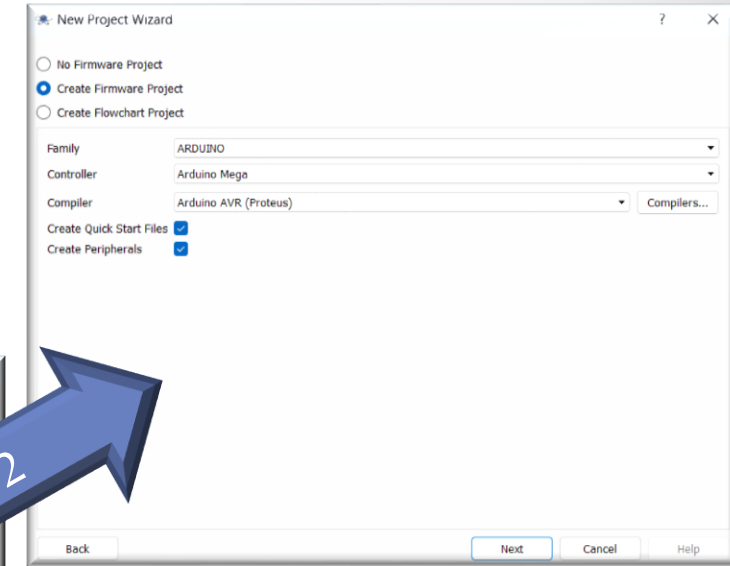 New Project Wizard ?
No Firmware Project
Create Firmware Project
Create Flowchart Project
Family ARDUINO
Controller Arduino Mega
Compiler Arduino AVR (Proteus) Compilers...
Create Quick Start Files
Create Peripherals
2
Back Next Cancel Help